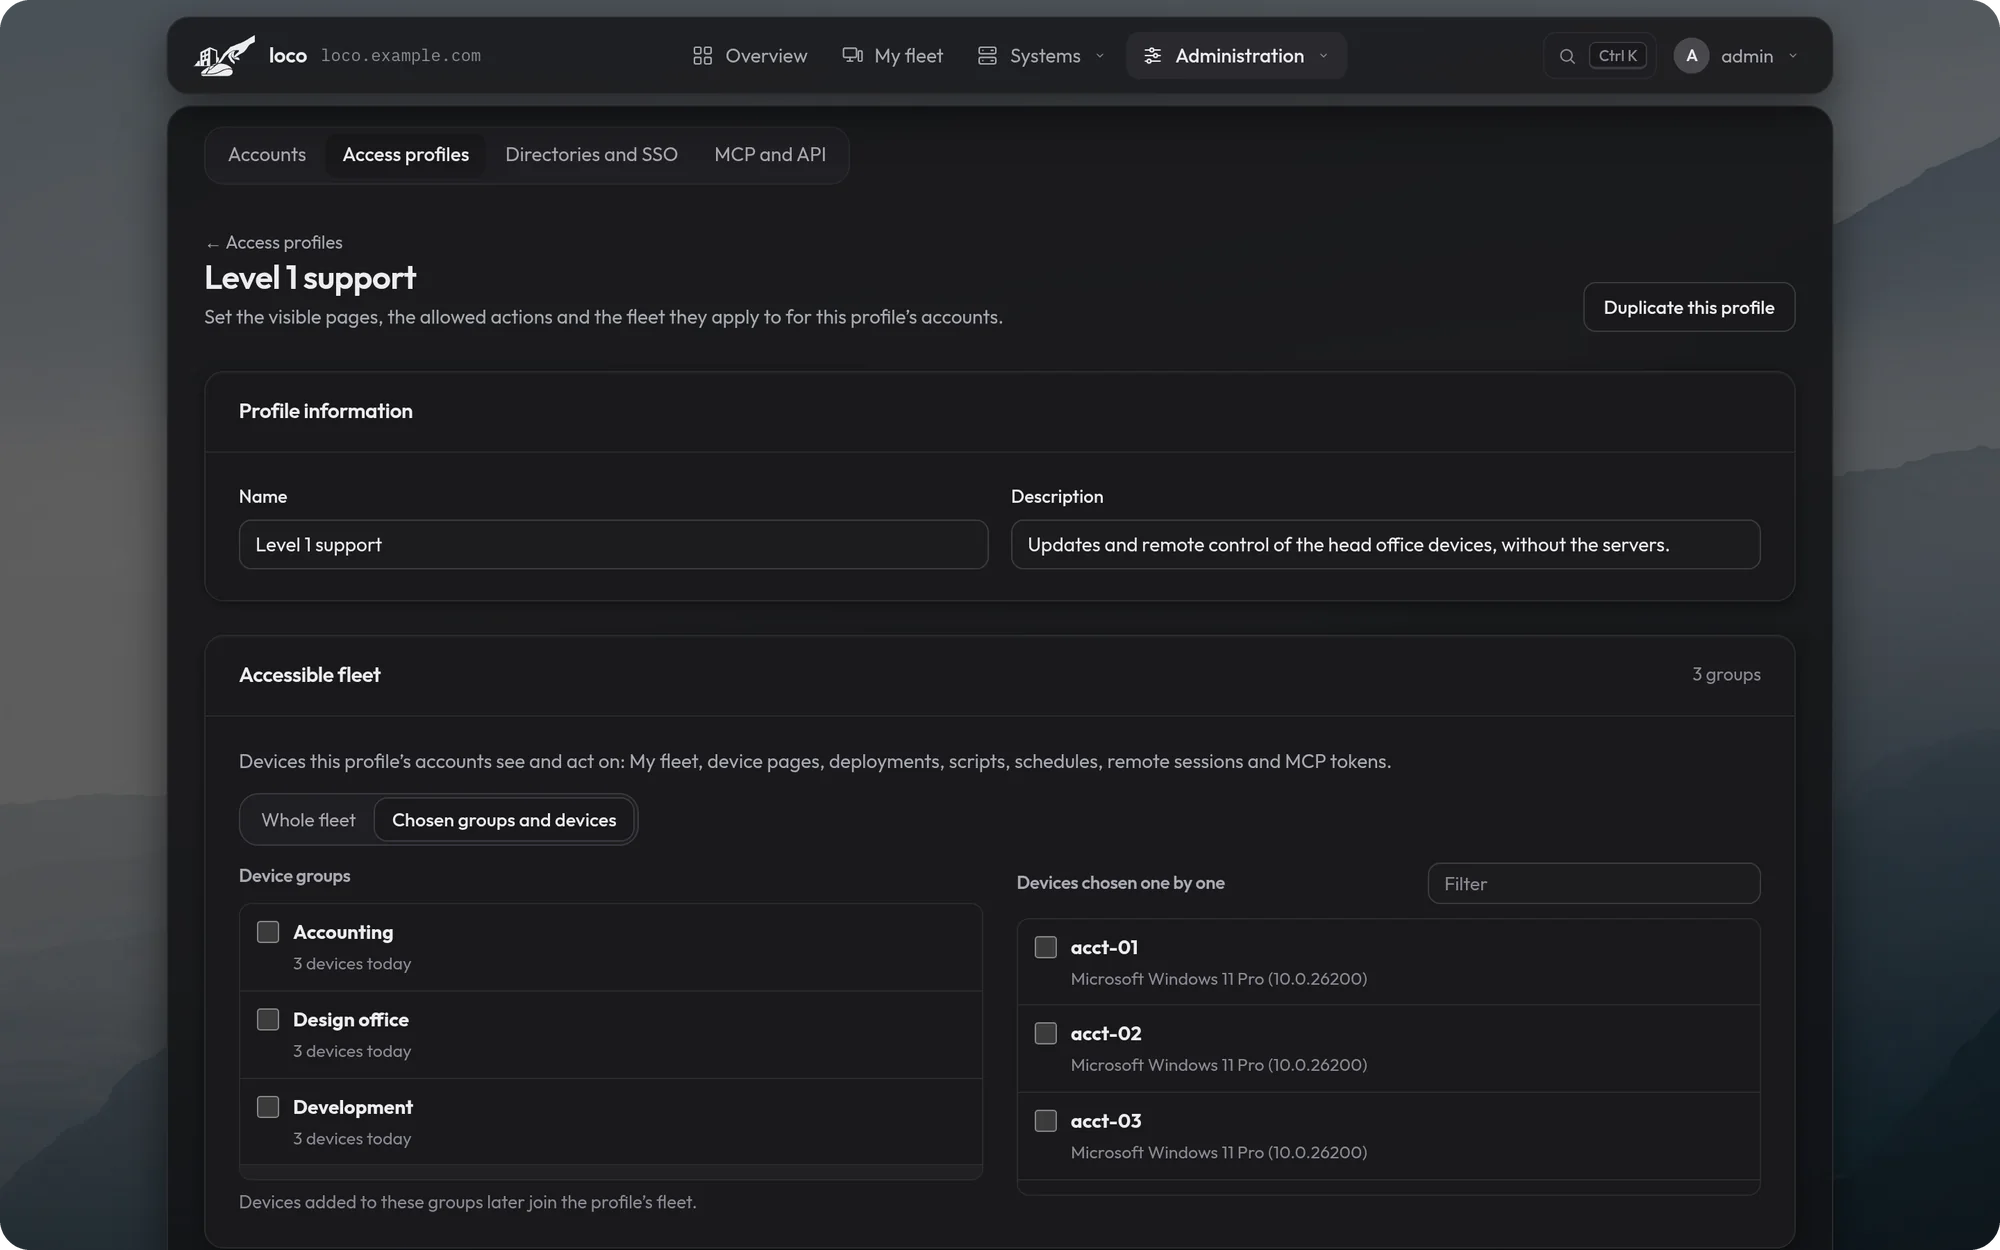 loco loco.example.com Overview My fleet Systems Administration Ctrl K A admin
Accounts Access profiles Directories and SSO MCP and API
← Access profiles
Level 1 support
Set the visible pages, the allowed actions and the fleet they apply to for this profile’s accounts.
Duplicate this profile
Profile information
Name
Level 1 support
Description
Updates and remote control of the head office devices, without the servers.
Accessible fleet
3 groups
Devices this profile’s accounts see and act on: My fleet, device pages, deployments, scripts, schedules, remote sessions and MCP tokens.
Whole fleet Chosen groups and devices
Device groups
Accounting
3 devices today
Design office
3 devices today
Development
3 devices today
Devices added to these groups later join the profile’s fleet.
Devices chosen one by one
Filter
acct-01
Microsoft Windows 11 Pro (10.0.26200)
acct-02
Microsoft Windows 11 Pro (10.0.26200)
acct-03
Microsoft Windows 11 Pro (10.0.26200)